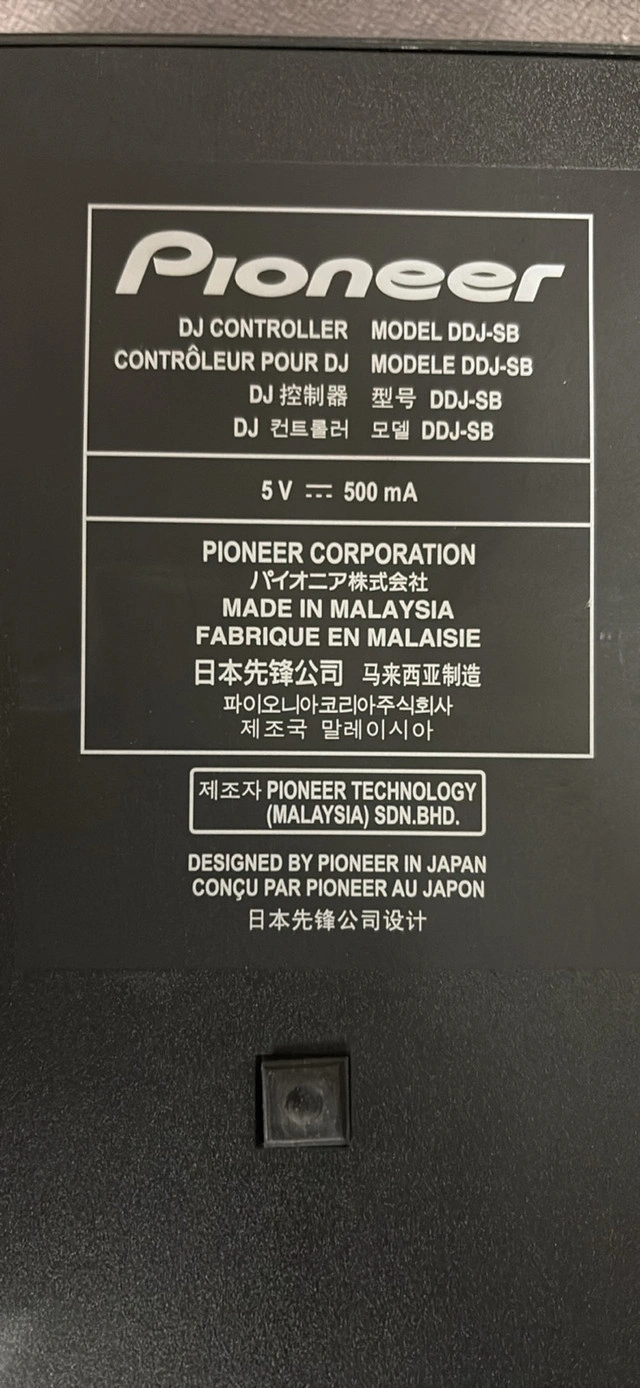 Pioneer
DJ CONTROLLER MODEL DDJ-SB
CONTRÔLEUR POUR DJ MODELE DDJ-SB
DJ 控制器 型号 DDJ-SB
DJ 컨트롤러 모델 DDJ-SB
5 V ⎓ 500 mA
PIONEER CORPORATION
パイオニア株式会社
MADE IN MALAYSIA
FABRIQUE EN MALAISIE
日本先锋公司 马来西亚制造
파이오니아코리아주식회사
제조국 말레이시아
제조자 PIONEER TECHNOLOGY
(MALAYSIA) SDN.BHD.
DESIGNED BY PIONEER IN JAPAN
CONÇU PAR PIONEER AU JAPON
日本先锋公司设计